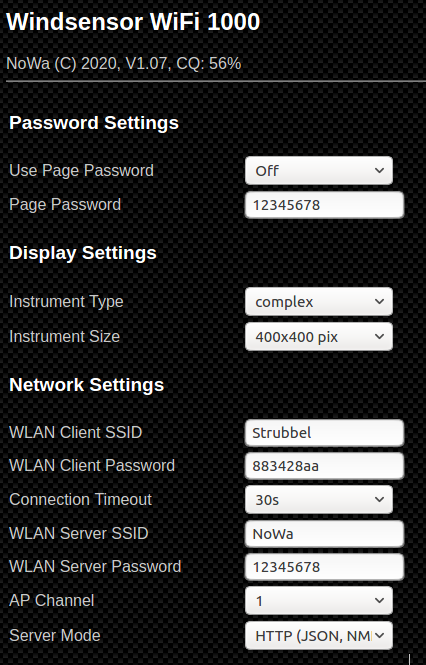 Windsensor WiFi 1000
NoWa (C) 2020, V1.07, CQ: 56%
Password Settings
Use Page Password Off
Page Password 12345678
Display Settings
Instrument Type complex
Instrument Size 400x400 pix
Network Settings
WLAN Client SSID Strubbel
WLAN Client Password 883428aa
Connection Timeout 30s
WLAN Server SSID NoWa
WLAN Server Password 12345678
AP Channel 1
Server Mode HTTP (JSON, NM